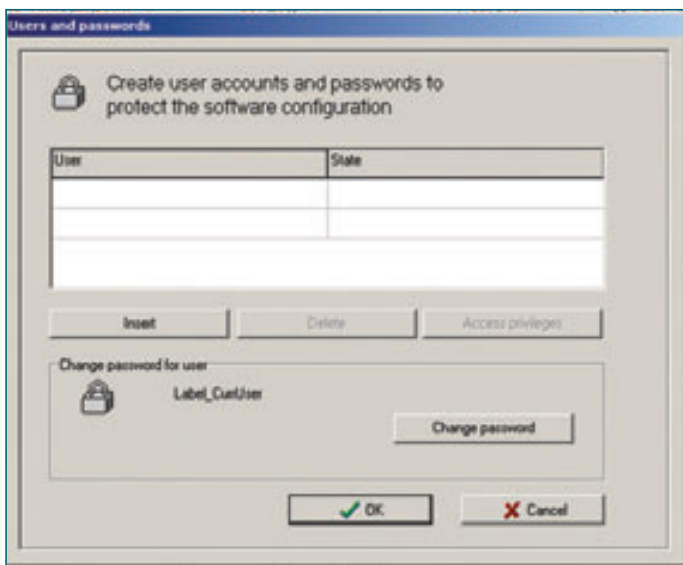 Users and passwords
Create user accounts and passwords to
protect the software configuration
User State
Insert Delete Access privileges
Change password for user
Label_CurrUser
Change password
OK Cancel